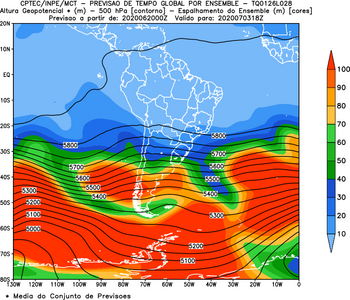 CPTEC/INPE/MCT - PREVISAO DE TEMPO GLOBAL POR ENSEMBLE - TQ0126L028
Altura Geopotencial * (m) - 500 hPa [contorno] - Espalhamento do Ensemble (m) [cores]
Previsso a partir de: 2020062000Z Valido para: 2020070318Z
20N
10N
EQ
10S
20S
30S
40S
50S
60S
70S
80S
130W 120W 110W 100W 90W 80W 70W 60W 50W 40W 30W 20W 10W 0
5800
5800
5700
5700
5600
5600
5500
5500
5400
5400
5300
5300
5200
5200
5100
5100
5000
100
90
80
70
60
50
40
30
20
10
* Media do Conjunto de Previsoes